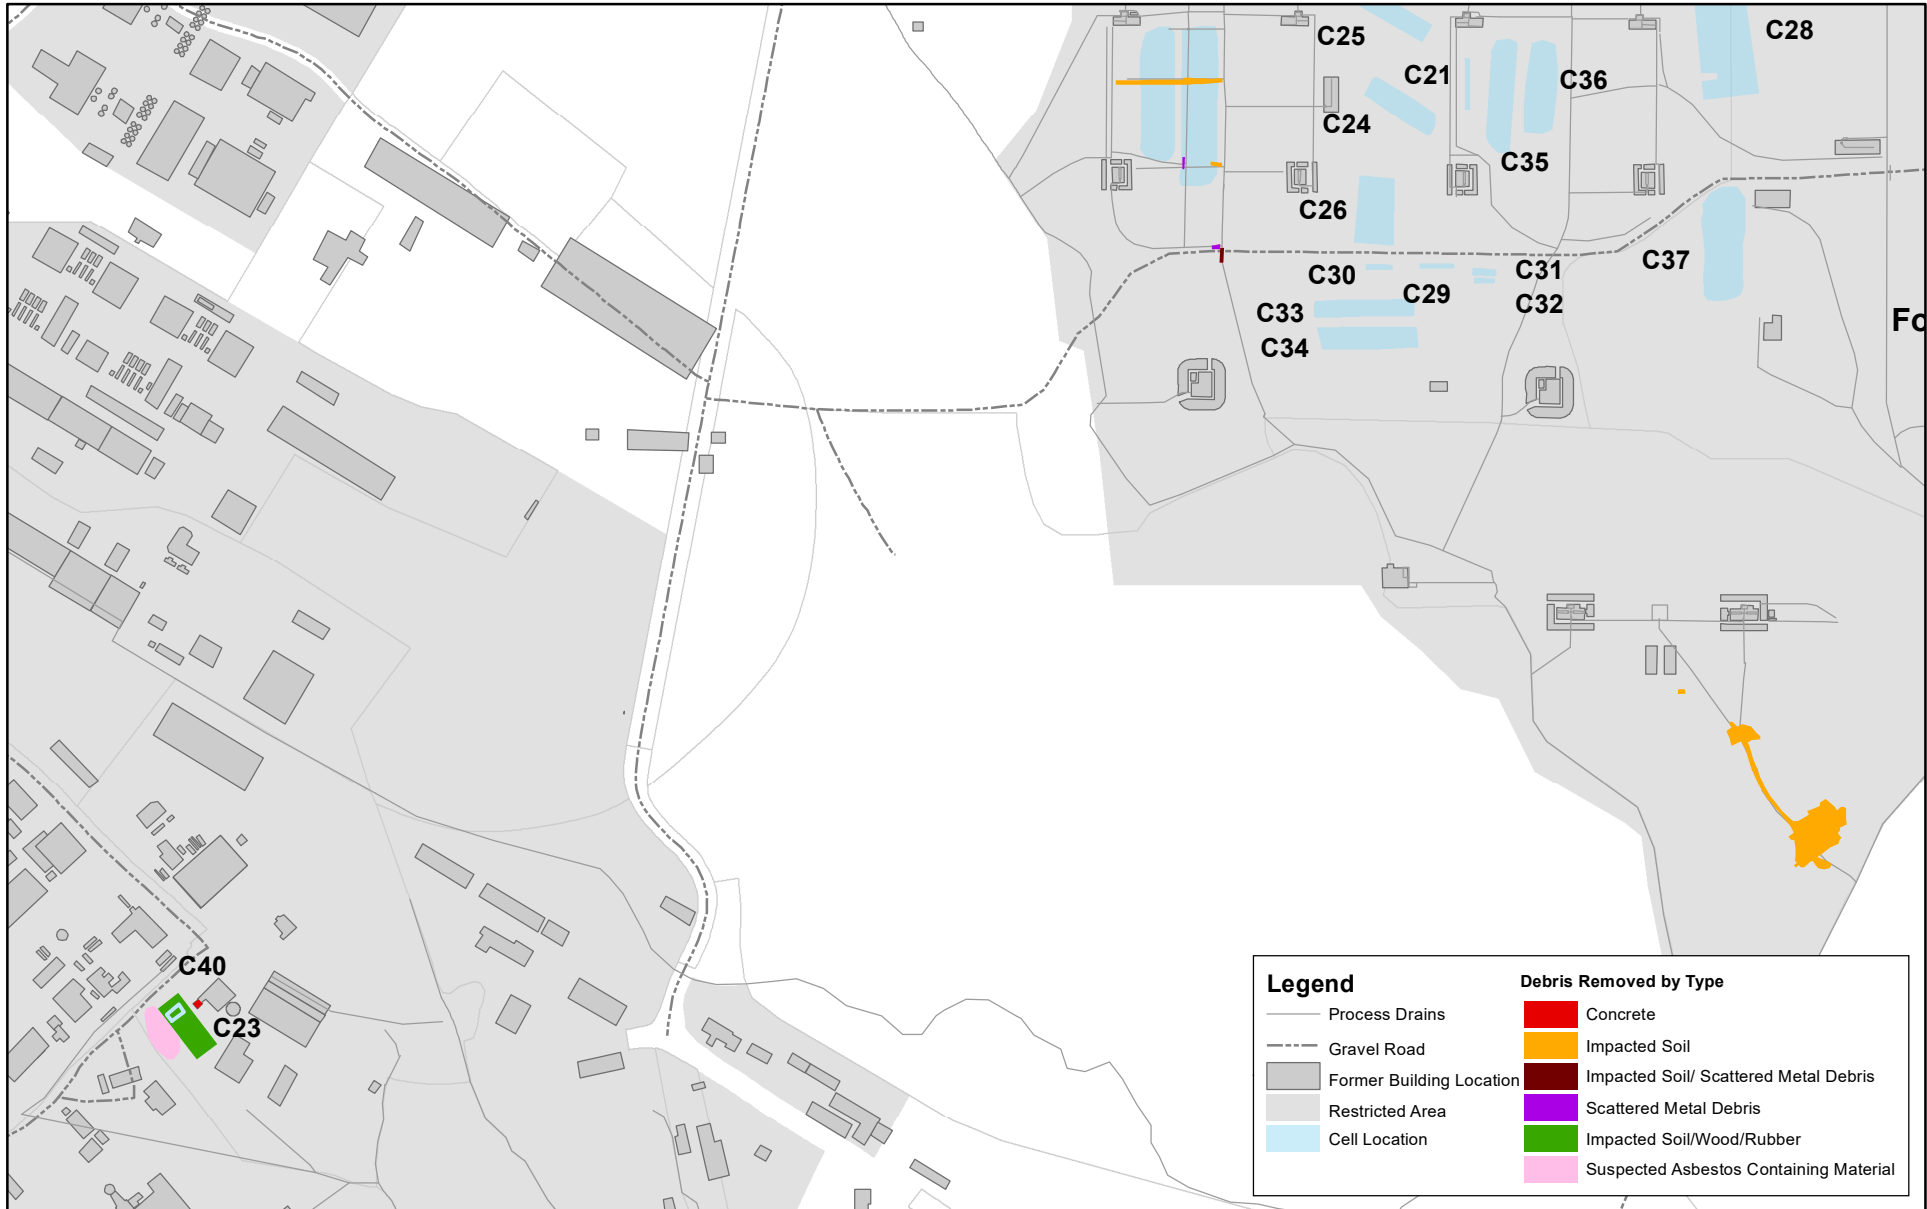 C25
C28
C21
C36
C24
C35
C26
C37
C30
C31
C29
C32
C33
Fo
C34
C40
C23
Legend
Process Drains
Gravel Road
Former Building Location
Restricted Area
Cell Location
Debris Removed by Type
Concrete
Impacted Soil
Impacted Soil/ Scattered Metal Debris
Scattered Metal Debris
Impacted Soil/Wood/Rubber
Suspected Asbestos Containing Material